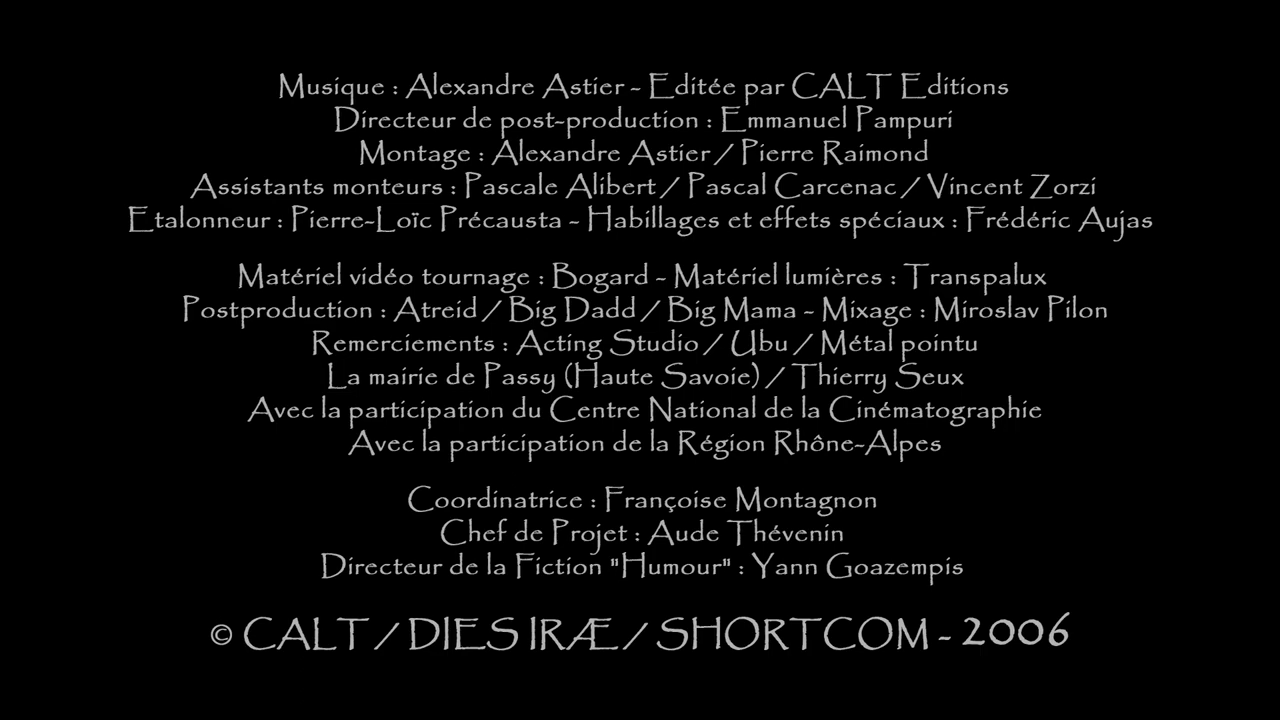 Musique : Alexandre Astier - Editée par CALT Editions
Directeur de post-production : Emmanuel Pampuri
Montage : Alexandre Astier / Pierre Raimond
Assistants monteurs : Pascale Alibert / Pascal Carcenac / Vincent Zorzi
Etalonneur : Pierre-Loïc Précausta - Habillages et effets spéciaux : Frédéric Aujas
Matériel vidéo tournage : Bogard - Matériel lumières : Transpalux
Postproduction : Atreid / Big Dadd / Big Mama - Mixage : Miroslav Pilon
Remerciements : Acting Studio / Ubu / Métal pointu
La mairie de Passy (Haute Savoie) / Thierry Seux
Avec la participation du Centre National de la Cinématographie
Avec la participation de la Région Rhône-Alpes
Coordinatrice : Françoise Montagnon
Chef de Projet : Aude Thévenin
Directeur de la Fiction "Humour" : Yann Goazempis
© CALT / DIES IRÆ / SHORTCOM - 2006